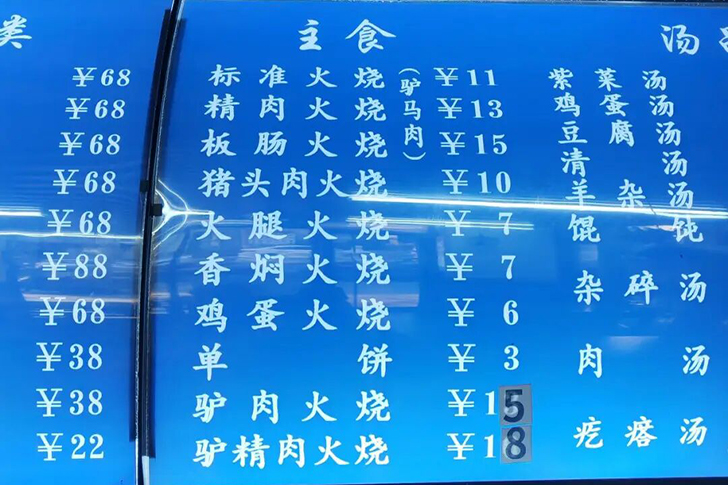 类
¥68
¥68
¥68
¥68
¥68
¥88
¥68
¥38
¥38
¥22
主食
标准火烧 ¥11
精肉火烧 ¥13
板肠火烧 ¥15
(驴马肉)
猪头肉火烧 ¥10
火腿火烧 ¥7
香焖火烧 ¥7
鸡蛋火烧 ¥6
单饼 ¥3
驴肉火烧 ¥15
驴精肉火烧 ¥18
汤
紫菜汤
鸡蛋汤
豆腐汤
清汤
羊杂汤
馄饨
杂碎汤
肉汤
疙瘩汤